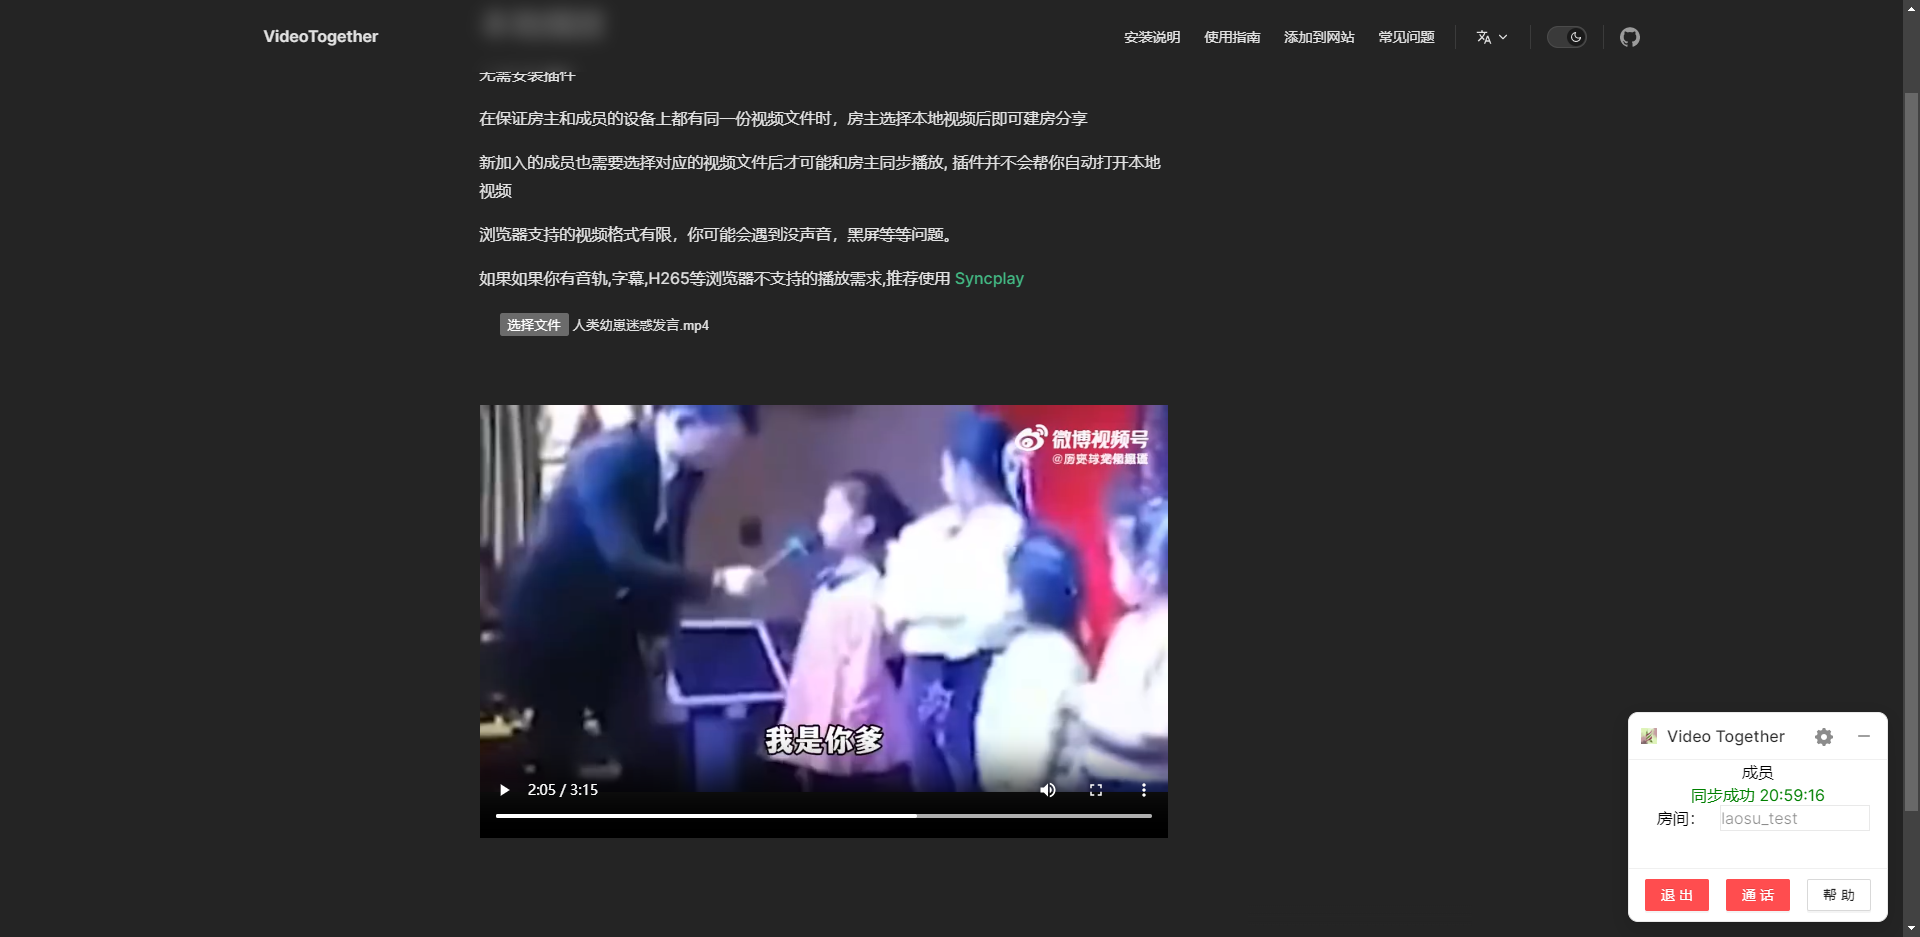 VideoTogether
安装说明
使用指南
添加到网站
常见问题
无需安装插件
在保证房主和成员的设备上都有同一份视频文件时，房主选择本地视频后即可建房分享
新加入的成员也需要选择对应的视频文件后才可能和房主同步播放, 插件并不会帮你自动打开本地
视频
浏览器支持的视频格式有限，你可能会遇到没声音，黑屏等等问题。
如果如果你有音轨,字幕,H265等浏览器不支持的播放需求,推荐使用 Syncplay
选择文件 人类幼崽迷惑发言.mp4
微博视频号
我是你爹
2:05 / 3:15
Video Together
成员
同步成功 20:59:16
房间： laosu_test
退出
通话
帮助